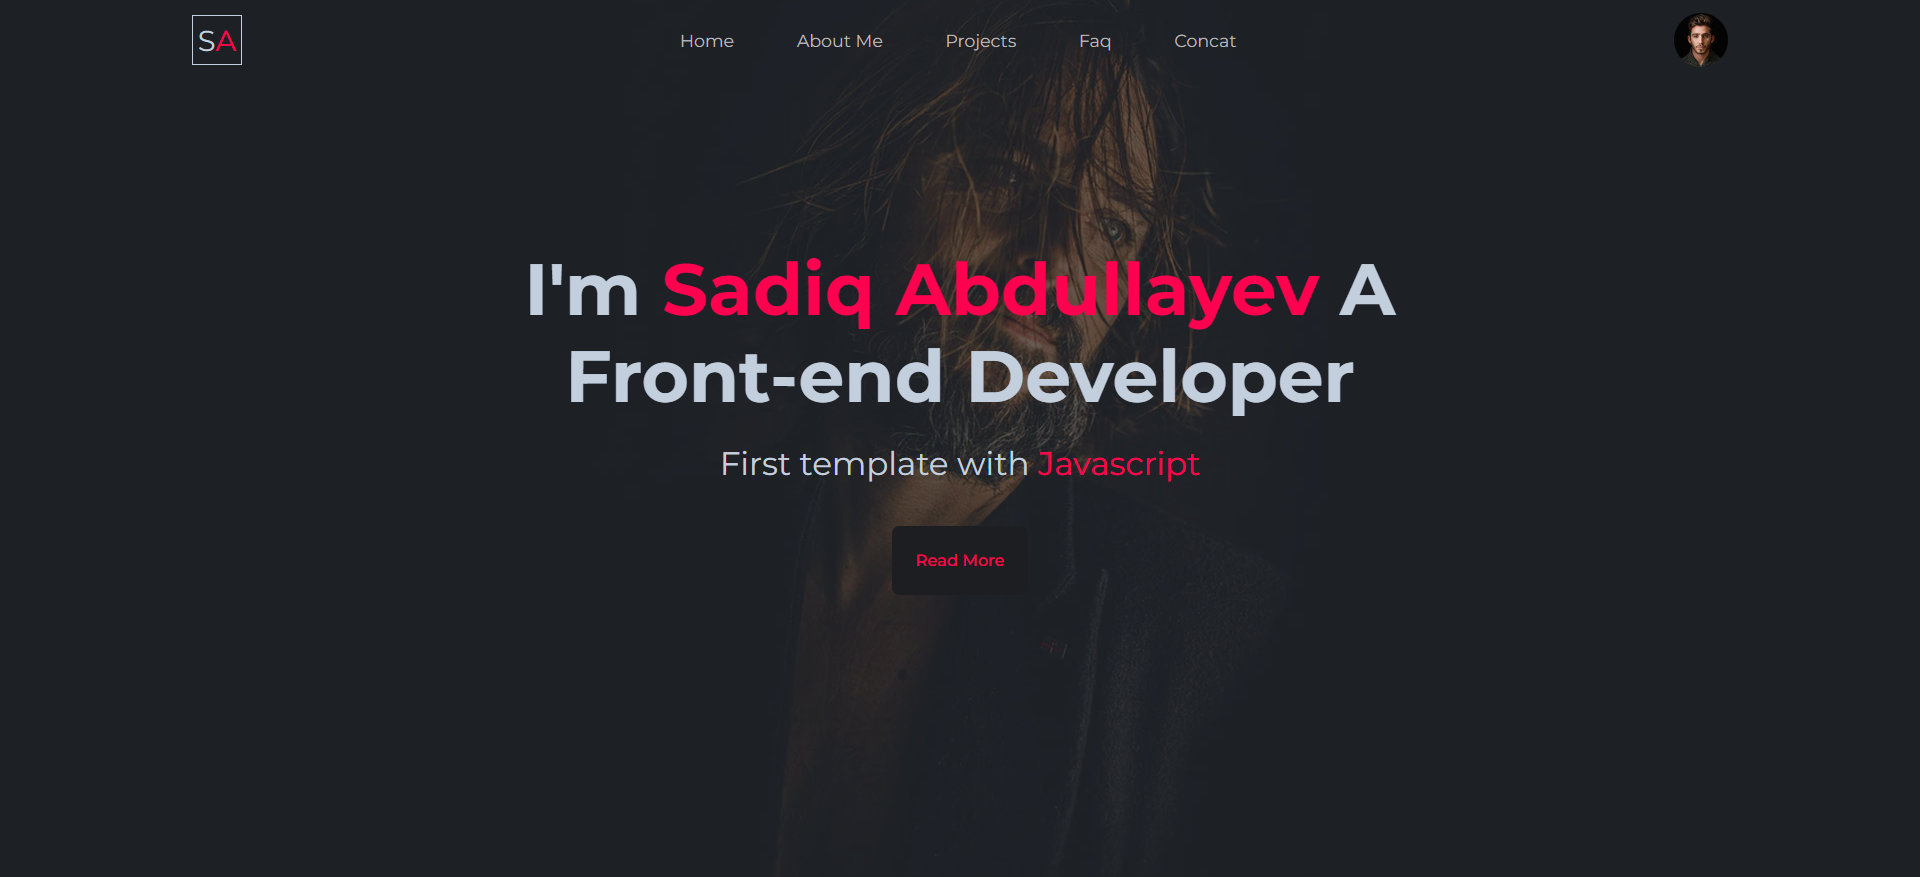 SA
Home About Me Projects Faq Concat
I'm Sadiq Abdullayev A
Front-end Developer
First template with Javascript
Read More